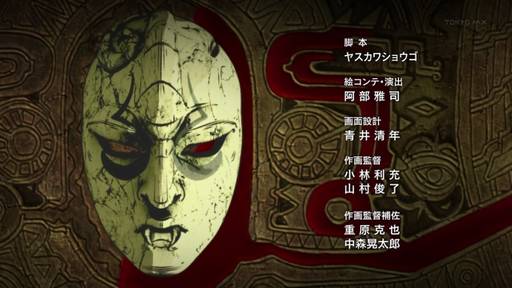 TOKYO MX
脚本
ヤスカワショウゴ
絵コンテ・演出
阿部雅司
画面設計
青井清年
作画監督
小林利充
山村俊了
作画監督補佐
重原克也
中森晃太郎